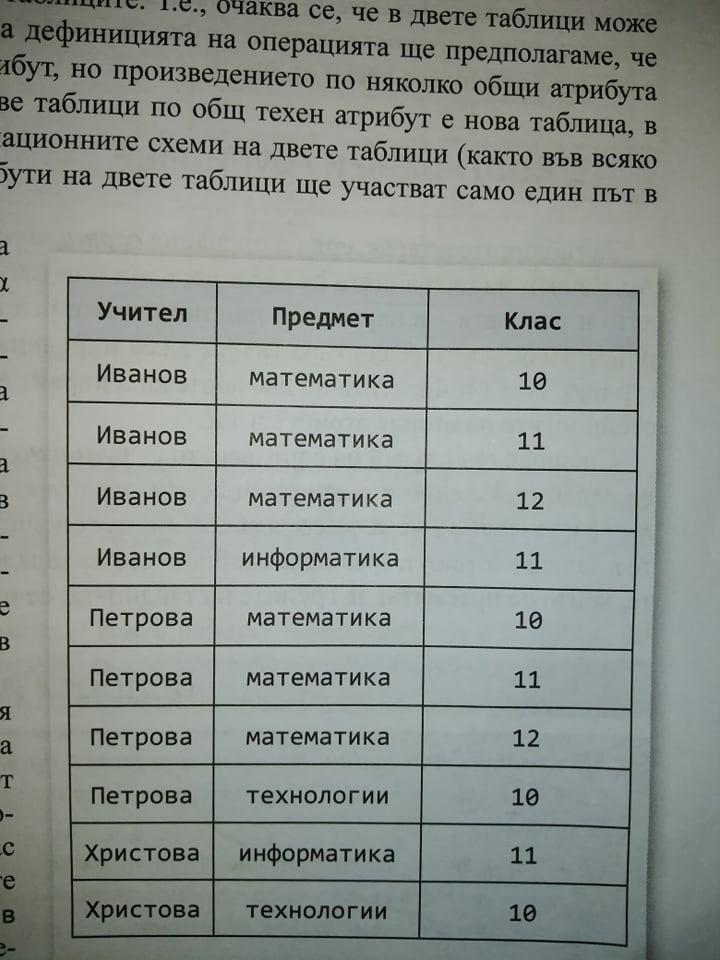 таблиците. Т.е., очаква се, че в двете таблици може
а дефиницията на операцията ще предполагаме, че
ибут, но произведението по няколко общи атрибута
ве таблици по общ техен атрибут е нова таблица, в
ационните схеми на двете таблици (както във всяко
бути на двете таблици ще участват само един път в
Учител Предмет Клас
Иванов математика 10
Иванов математика 11
Иванов математика 12
Иванов информатика 11
Петрова математика 10
Петрова математика 11
Петрова математика 12
Петрова технологии 10
Христова информатика 11
Христова технологии 10